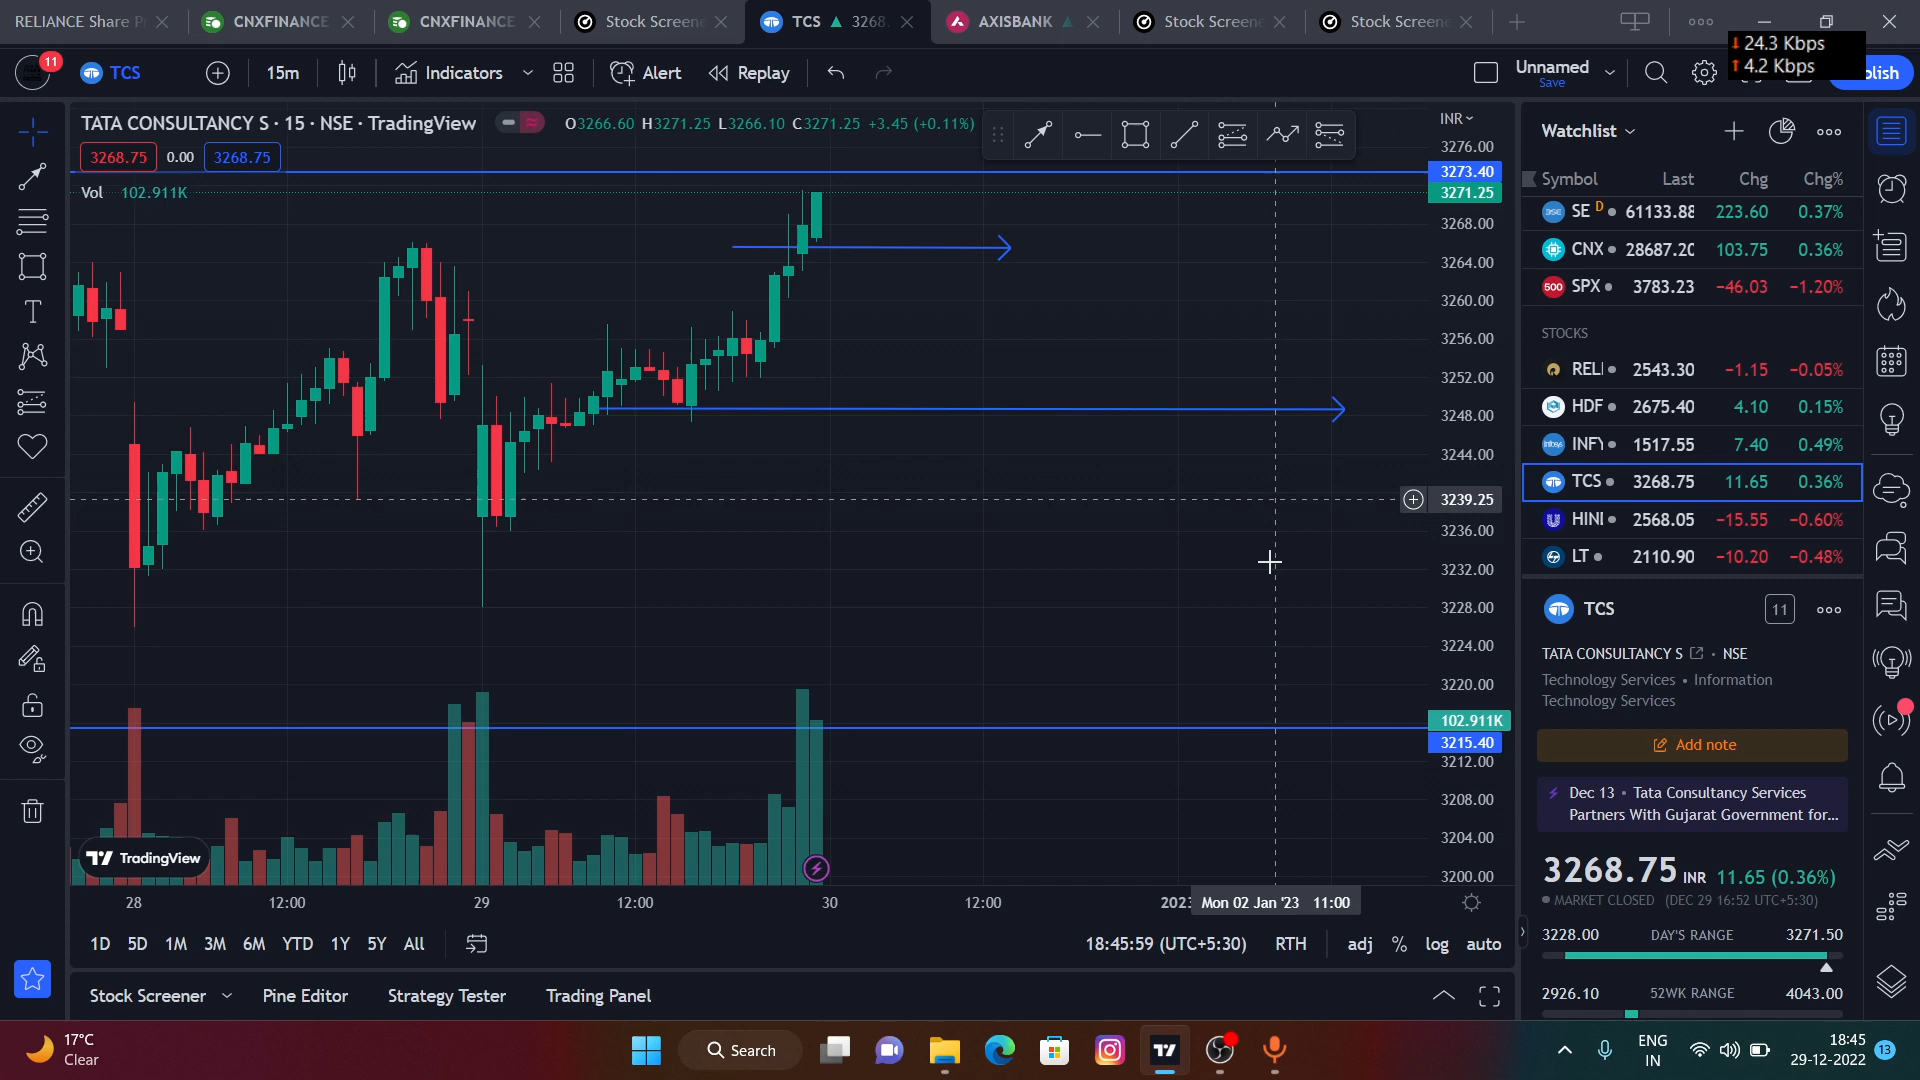 RELIANCE Share P
CNXFINANCE
CNXFINANCE
Stock Screene
TCS ▲ 3268.
AXISBANK ▲
Stock Screene
Stock Screene
24.3 Kbps
4.2 Kbps
11
TCS
15m
Indicators
Alert
Replay
Unnamed
Save
lish
TATA CONSULTANCY S · 15 · NSE · TradingView
O3266.60 H3271.25 L3266.10 C3271.25 +3.45 (+0.11%)
3268.75
0.00
3268.75
Vol 102.911K
INR
3276.00
3273.40
3271.25
3268.00
3264.00
3260.00
3256.00
3252.00
3248.00
3244.00
3239.25
3236.00
3232.00
3228.00
3224.00
3220.00
102.911K
3215.40
3212.00
3208.00
3204.00
3200.00
TradingView
28
12:00
29
12:00
30
12:00
2023
Mon 02 Jan '23 11:00
1D 5D 1M 3M 6M YTD 1Y 5Y All
18:45:59 (UTC+5:30) RTH adj % log auto
Stock Screener Pine Editor Strategy Tester Trading Panel
Watchlist
Symbol Last Chg Chg%
SE D 61133.88 223.60 0.37%
CNX 28687.20 103.75 0.36%
500 SPX 3783.23 −46.03 −1.20%
STOCKS
RELI 2543.30 −1.15 −0.05%
HDF 2675.40 4.10 0.15%
INFY 1517.55 7.40 0.49%
TCS 3268.75 11.65 0.36%
HINI 2568.05 −15.55 −0.60%
LT 2110.90 −10.20 −0.48%
TCS
11
TATA CONSULTANCY S · NSE
Technology Services • Information
Technology Services
Add note
Dec 13 • Tata Consultancy Services
Partners With Gujarat Government for...
3268.75 INR 11.65 (0.36%)
MARKET CLOSED (DEC 29 16:52 UTC+5:30)
3228.00 DAY'S RANGE 3271.50
2926.10 52WK RANGE 4043.00
17°C
Clear
Search
ENG
IN
18:45
29-12-2022
13